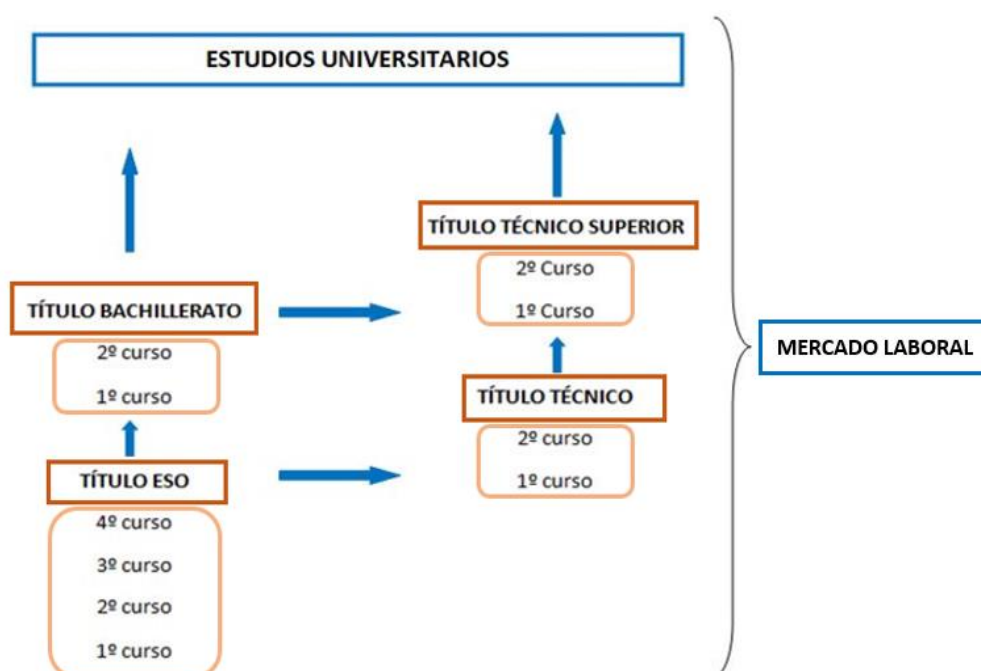 ESTUDIOS UNIVERSITARIOS
TÍTULO TÉCNICO SUPERIOR
2º Curso
1º Curso
TÍTULO BACHILLERATO
2º curso
1º curso
MERCADO LABORAL
TÍTULO TÉCNICO
2º curso
1º curso
TÍTULO ESO
4º curso
3º curso
2º curso
1º curso